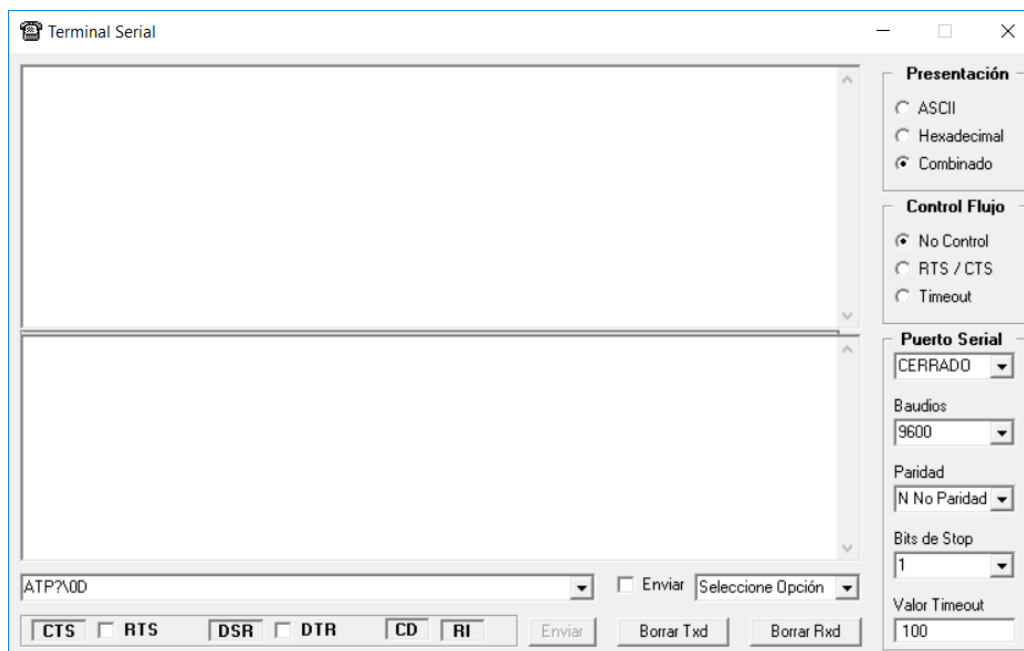 Terminal Serial
Presentación
ASCII
Hexadecimal
Combinado
Control Flujo
No Control
RTS / CTS
Timeout
Puerto Serial
CERRADO
Baudios
9600
Paridad
N No Paridad
Bits de Stop
1
Valor Timeout
100
ATP?\0D
Enviar
Seleccione Opción
CTS
RTS
DSR
DTR
CD
RI
Enviar
Borrar Txd
Borrar Rxd